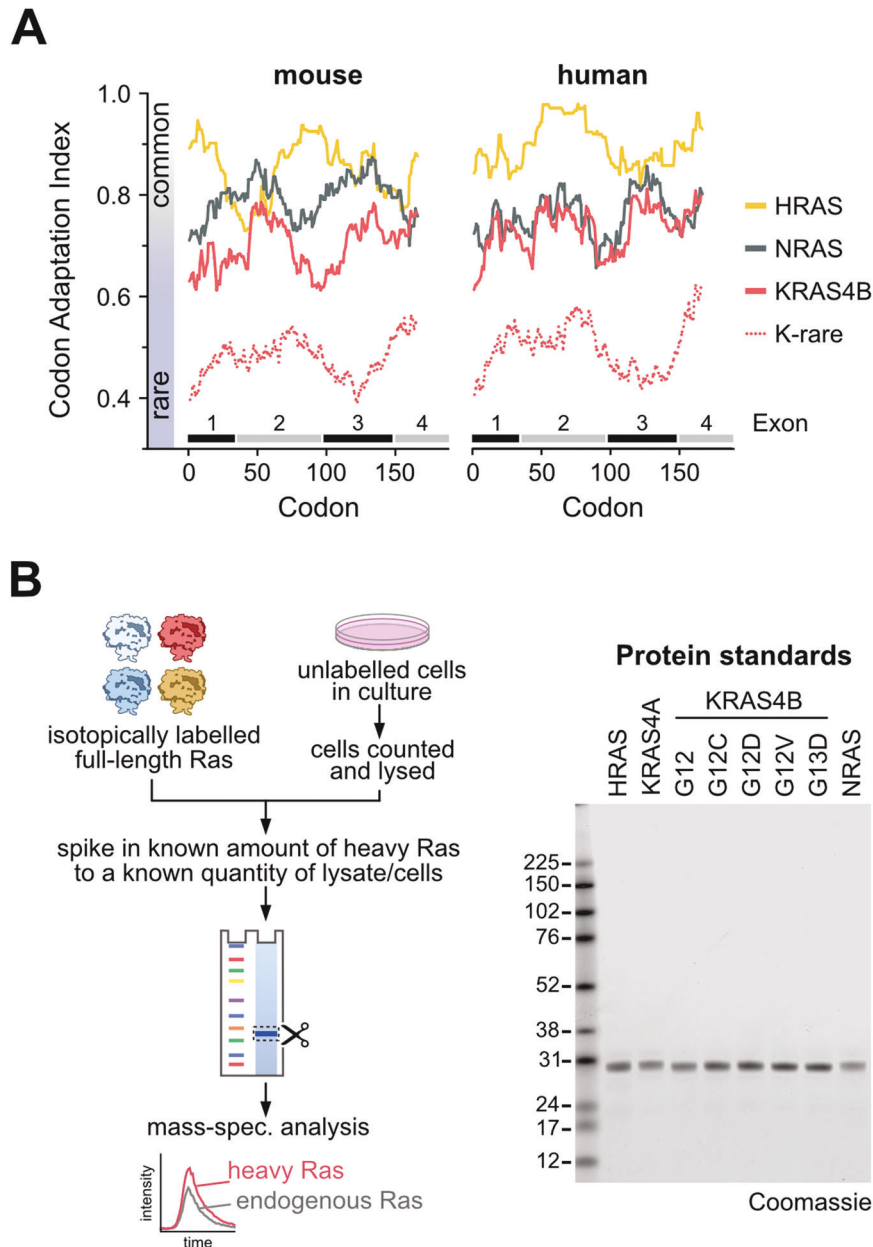 A
mouse
human
Codon Adaptation Index
common
rare
1.0
0.8
0.6
0.4
HRAS
NRAS
KRAS4B
K-rare
1 2 3 4
1 2 3 4
Exon
0 50 100 150
0 50 100 150
Codon
Codon
B
isotopically labelled
full-length Ras
unlabelled cells
in culture
cells counted
and lysed
spike in known amount of heavy Ras
to a known quantity of lysate/cells
mass-spec. analysis
intensity
heavy Ras
endogenous Ras
time
Protein standards
KRAS4B
HRAS
KRAS4A
G12
G12C
G12D
G12V
G13D
NRAS
225
150
102
76
52
38
31
24
17
12
Coomassie